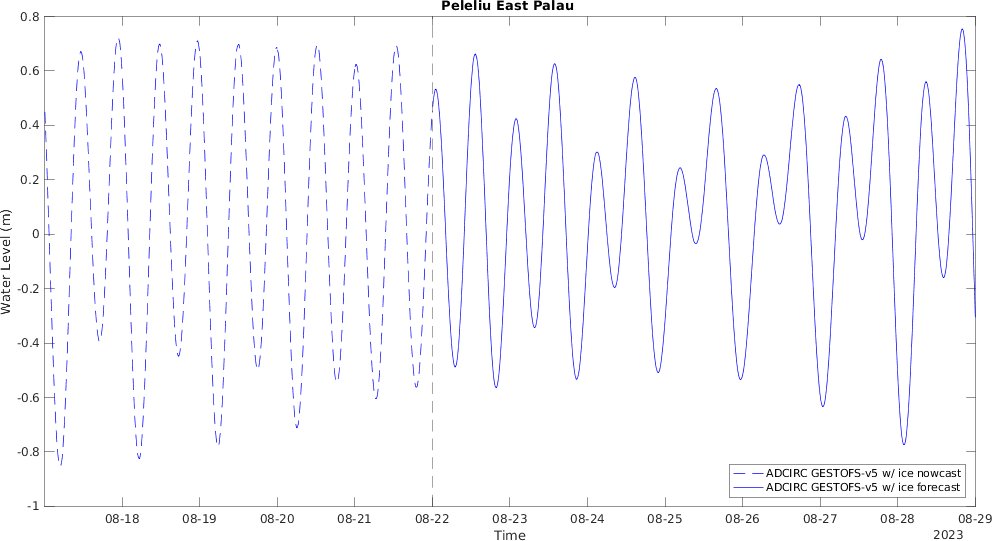 Peleliu East Palau
0.8
0.6
0.4
0.2
0
-0.2
-0.4
-0.6
-0.8
-1
Water Level (m)
ADCIRC GESTOFS-v5 w/ ice nowcast
ADCIRC GESTOFS-v5 w/ ice forecast
08-18 08-19 08-20 08-21 08-22 08-23 08-24 08-25 08-26 08-27 08-28 08-29
Time
2023